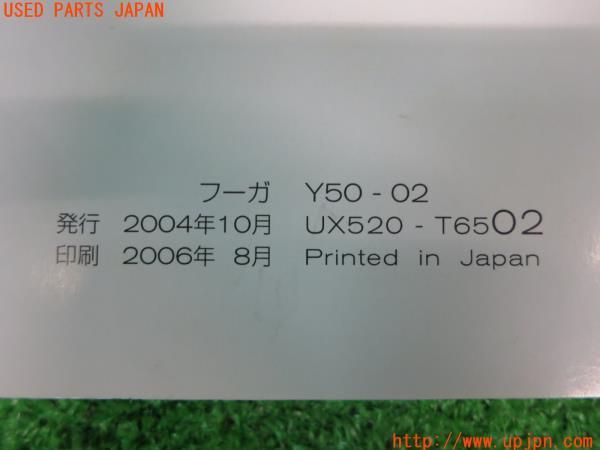 USED PARTS JAPAN
フーガ Y50 - 02
発行 2004年10月 UX520 - T6502
印刷 2006年 8月 Printed in Japan
http://www.upjpn.com